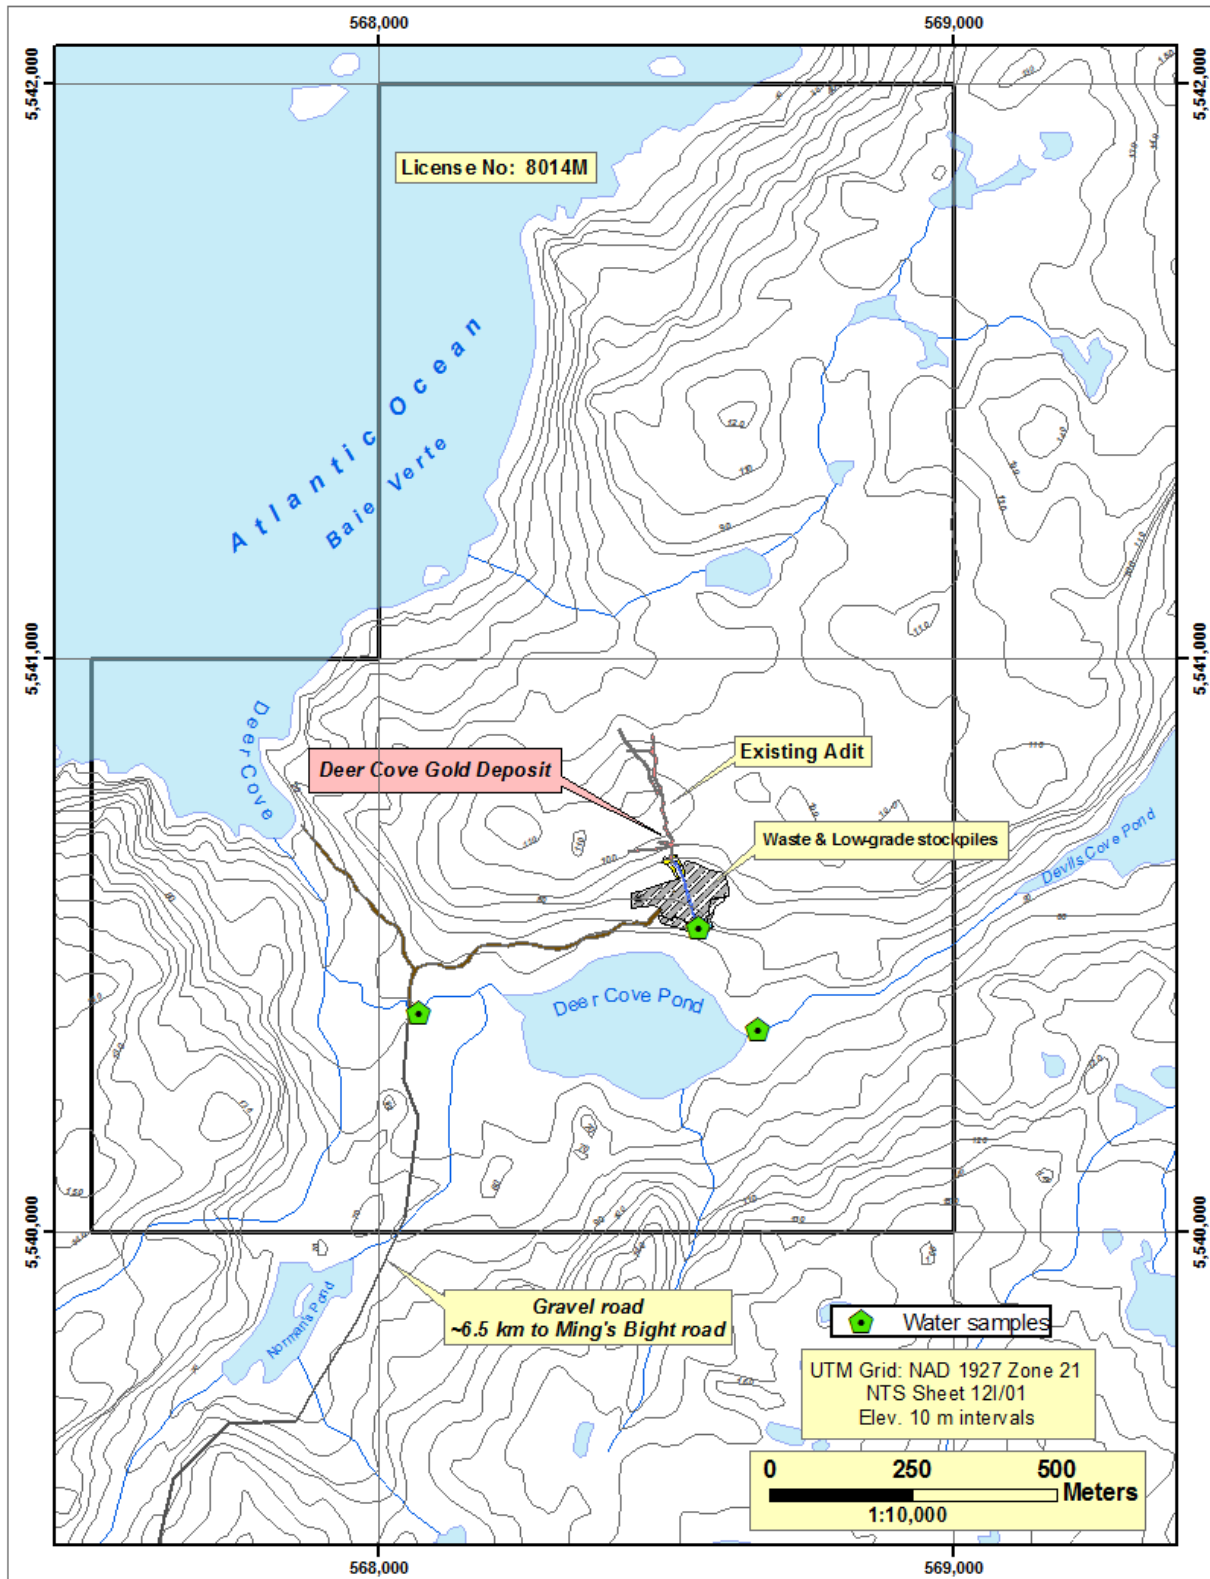 568,000
569,000
5,542,000
5,542,000
License No: 8014M
Atlantic Ocean
Baie Verte
5,541,000
5,541,000
Deer Cove
Deer Cove Gold Deposit
Existing Adit
Waste & Low-grade stockpiles
Devils Cove Pond
Deer Cove Pond
5,540,000
5,540,000
Norman's Pond
Gravel road
~6.5 km to Ming's Bight road
Water samples
UTM Grid: NAD 1927 Zone 21
NTS Sheet 12I/01
Elev. 10 m intervals
0 250 500
Meters
1:10,000
568,000
569,000